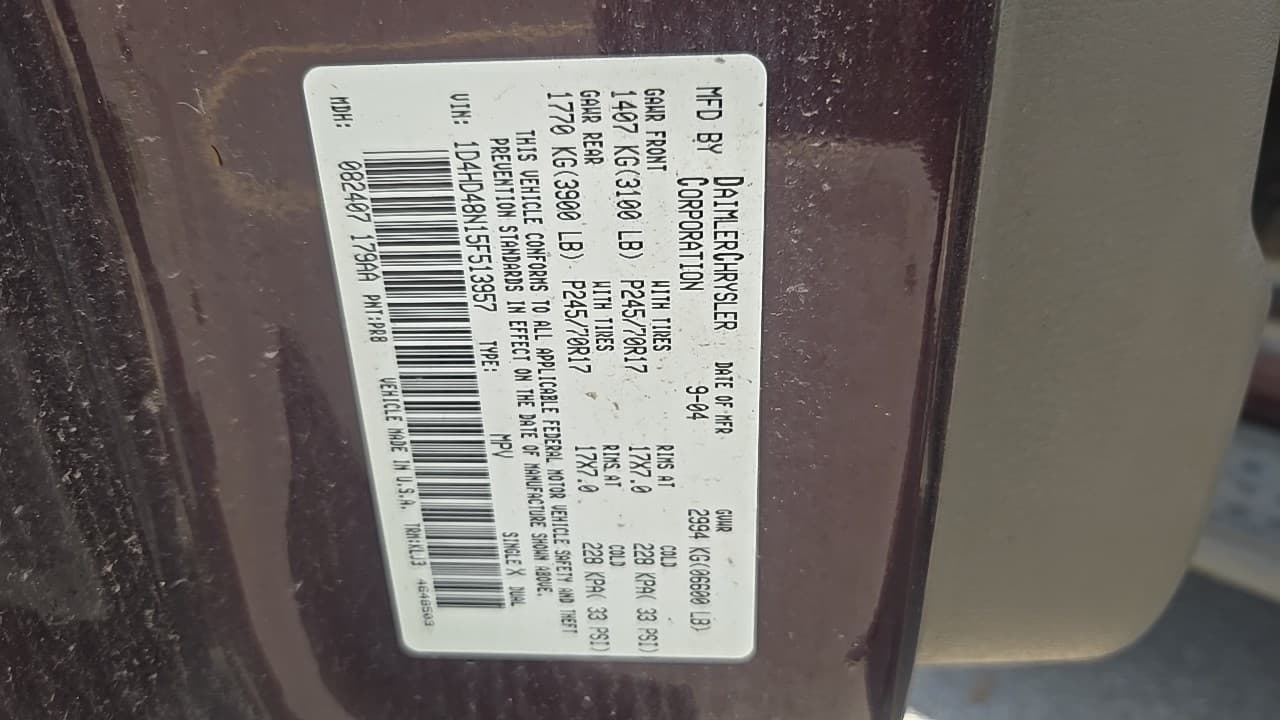 MFD BY DAIMLERCHRYSLER CORPORATION DATE OF MFR 9-04 GVWR 2994 KG(06600 LB)
GAWR FRONT WITH TIRES RIMS AT COLD
1407 KG(3100 LB) P245/70R17 17X7.0 228 KPA( 33 PSI)
GAWR REAR WITH TIRES RIMS AT COLD
1770 KG(3900 LB) P245/70R17 17X7.0 228 KPA( 33 PSI)
THIS VEHICLE CONFORMS TO ALL APPLICABLE FEDERAL MOTOR VEHICLE SAFETY AND THEFT
PREVENTION STANDARDS IN EFFECT ON THE DATE OF MANUFACTURE SHOWN ABOVE.
VIN: 1D4HD48N15F513957 TYPE: MPV SINGLE X DUAL
MDH: 082407 179AA PNT:PR8 VEHICLE MADE IN U.S.A. TRM:XLJ3 4648503